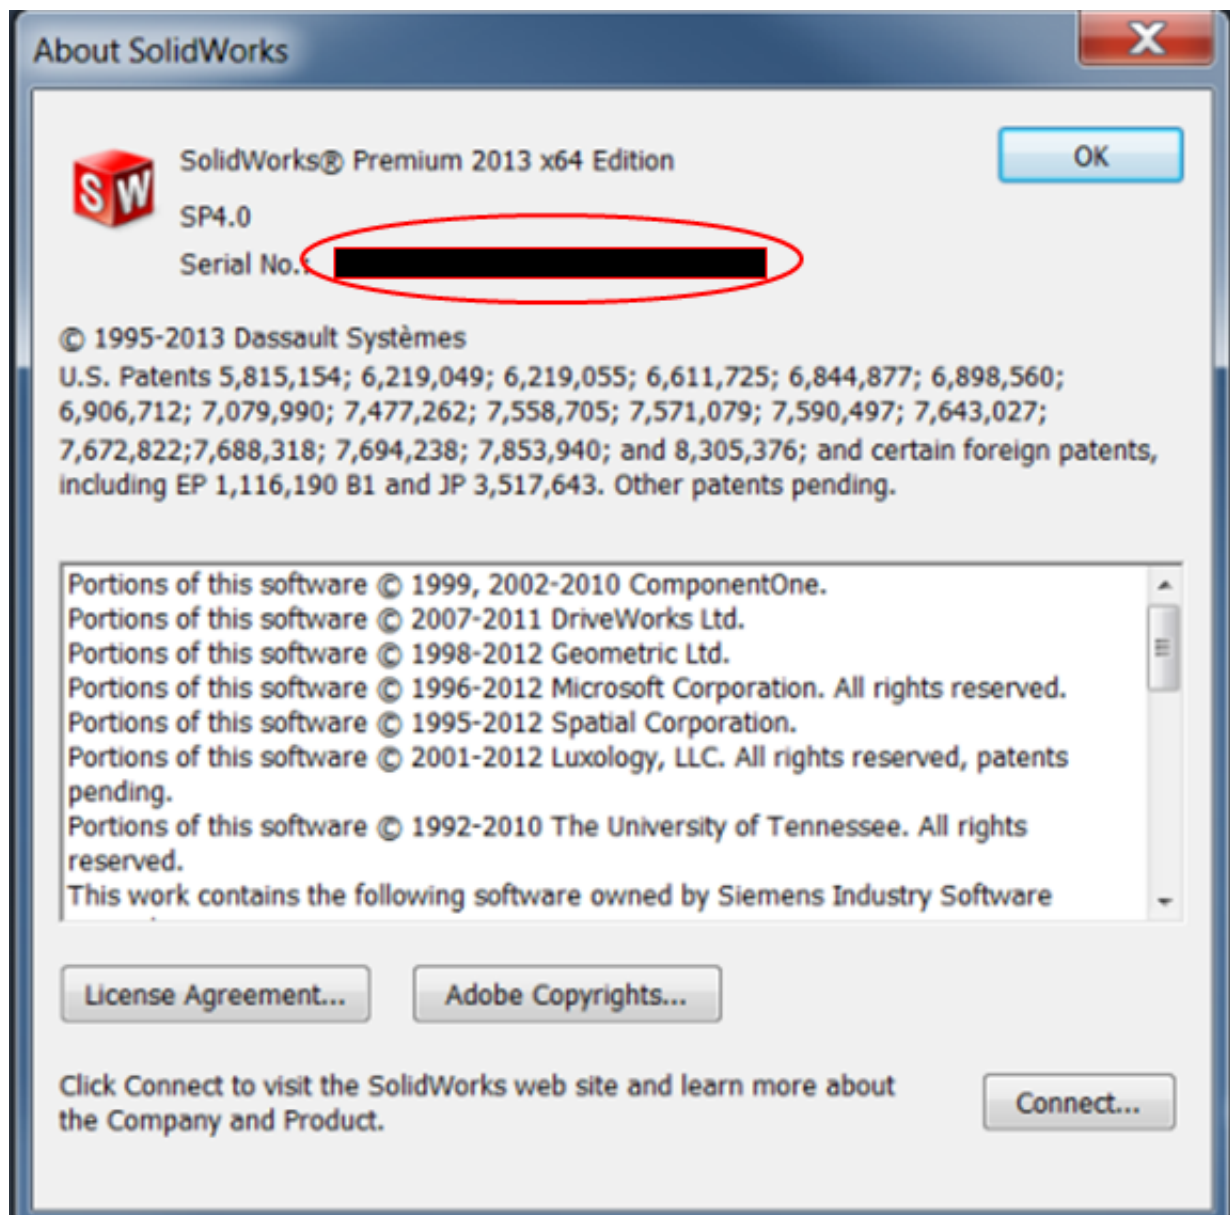 About SolidWorks
SW
SolidWorks® Premium 2013 x64 Edition
OK
SP4.0
Serial No.:
© 1995-2013 Dassault Systèmes
U.S. Patents 5,815,154; 6,219,049; 6,219,055; 6,611,725; 6,844,877; 6,898,560;
6,906,712; 7,079,990; 7,477,262; 7,558,705; 7,571,079; 7,590,497; 7,643,027;
7,672,822;7,688,318; 7,694,238; 7,853,940; and 8,305,376; and certain foreign patents,
including EP 1,116,190 B1 and JP 3,517,643. Other patents pending.
Portions of this software © 1999, 2002-2010 ComponentOne.
Portions of this software © 2007-2011 DriveWorks Ltd.
Portions of this software © 1998-2012 Geometric Ltd.
Portions of this software © 1996-2012 Microsoft Corporation. All rights reserved.
Portions of this software © 1995-2012 Spatial Corporation.
Portions of this software © 2001-2012 Luxology, LLC. All rights reserved, patents
pending.
Portions of this software © 1992-2010 The University of Tennessee. All rights
reserved.
This work contains the following software owned by Siemens Industry Software
License Agreement...
Adobe Copyrights...
Click Connect to visit the SolidWorks web site and learn more about
the Company and Product.
Connect...